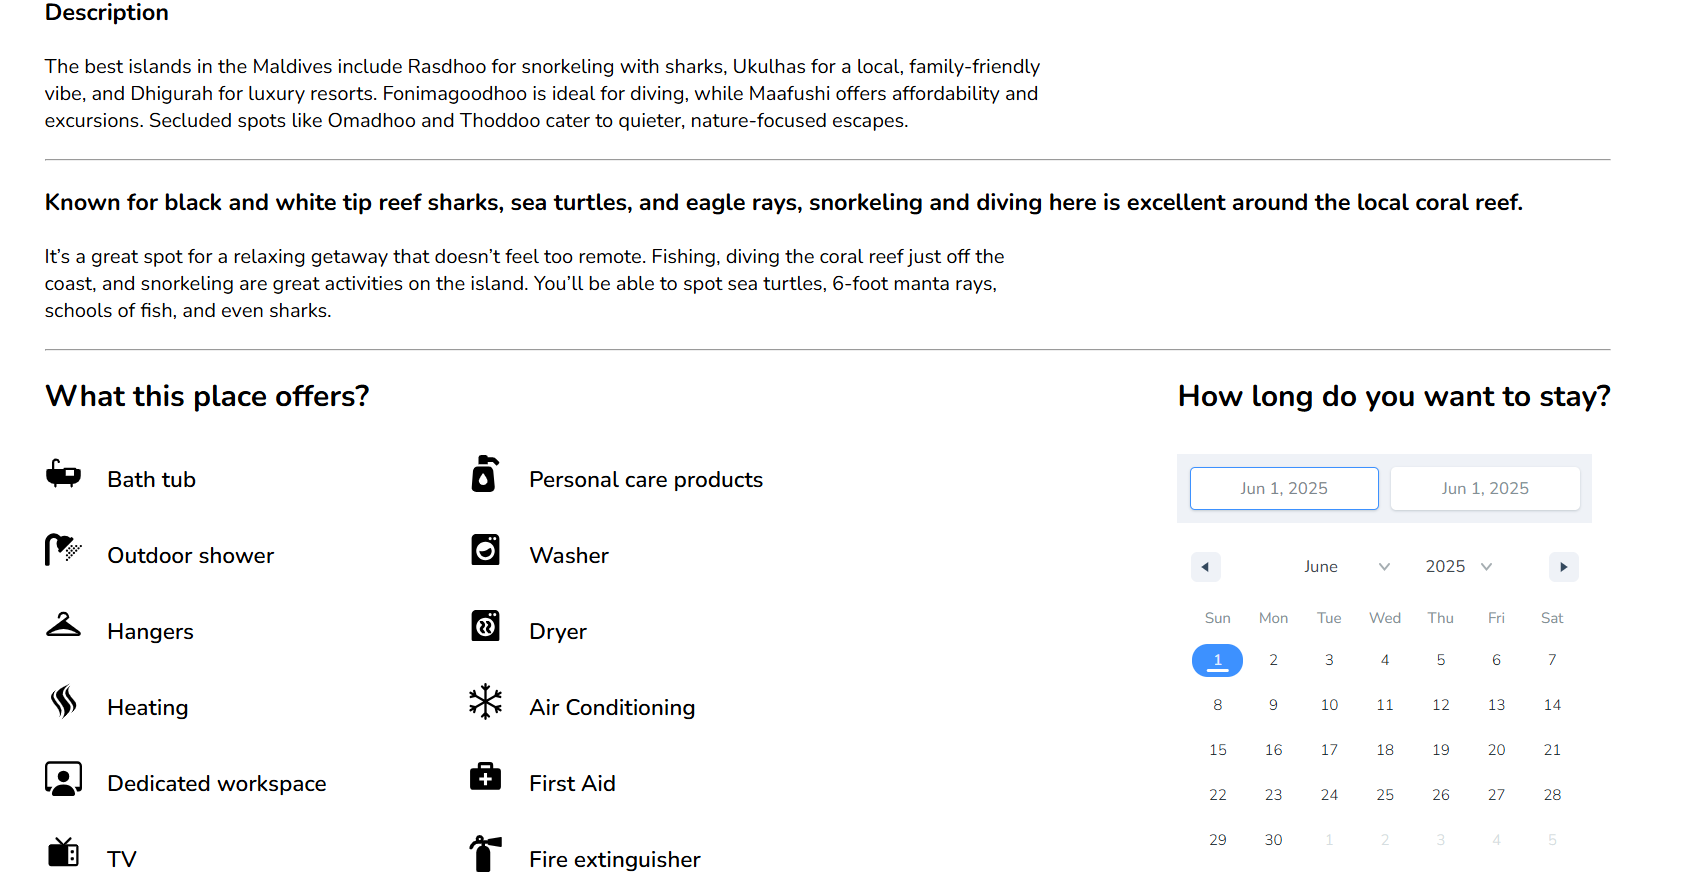 Description
The best islands in the Maldives include Rasdhoo for snorkeling with sharks, Ukulhas for a local, family-friendly
vibe, and Dhigurah for luxury resorts. Fonimagoodhoo is ideal for diving, while Maafushi offers affordability and
excursions. Secluded spots like Omadhoo and Thoddoo cater to quieter, nature-focused escapes.
Known for black and white tip reef sharks, sea turtles, and eagle rays, snorkeling and diving here is excellent around the local coral reef.
It’s a great spot for a relaxing getaway that doesn’t feel too remote. Fishing, diving the coral reef just off the
coast, and snorkeling are great activities on the island. You’ll be able to spot sea turtles, 6-foot manta rays,
schools of fish, and even sharks.
What this place offers?
Bath tub
Personal care products
Outdoor shower
Washer
Hangers
Dryer
Heating
Air Conditioning
Dedicated workspace
First Aid
TV
Fire extinguisher
How long do you want to stay?
Jun 1, 2025 Jun 1, 2025
June 2025
Sun Mon Tue Wed Thu Fri Sat
1 2 3 4 5 6 7
8 9 10 11 12 13 14
15 16 17 18 19 20 21
22 23 24 25 26 27 28
29 30 1 2 3 4 5